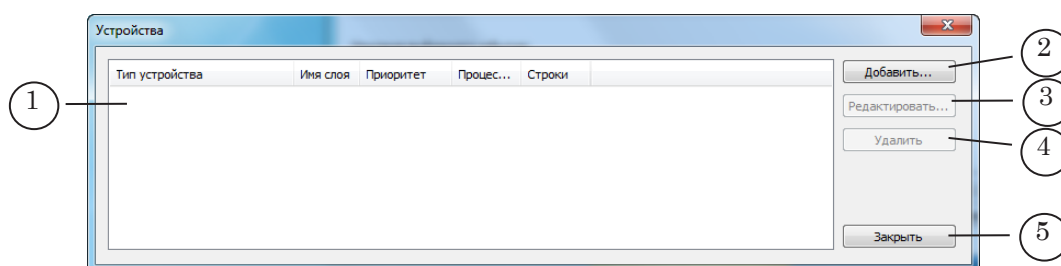 Устройства
Тип устройства Имя слоя Приоритет Процес... Строки
Добавить...
Редактировать...
Удалить
Закрыть
1
2
3
4
5